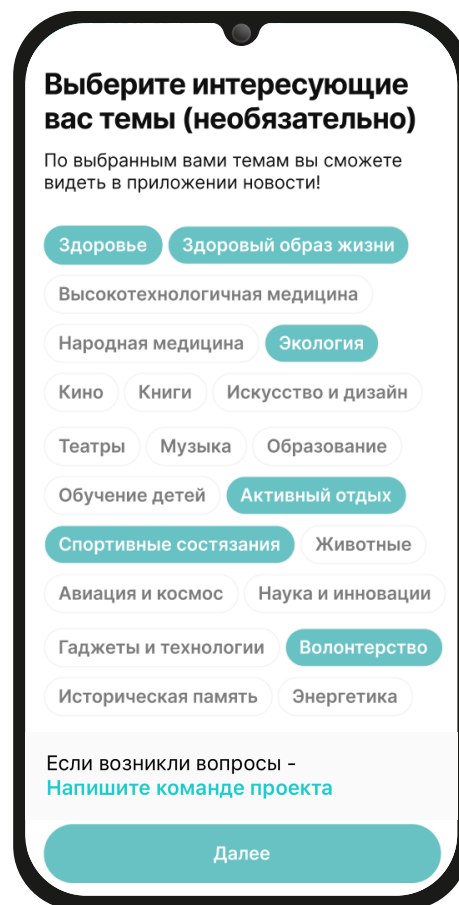 Выберите интересующие
вас темы (необязательно)
По выбранным вами темам вы сможете
видеть в приложении новости!
Здоровье Здоровый образ жизни
Высокотехнологичная медицина
Народная медицина Экология
Кино Книги Искусство и дизайн
Театры Музыка Образование
Обучение детей Активный отдых
Спортивные состязания Животные
Авиация и космос Наука и инновации
Гаджеты и технологии Волонтерство
Историческая память Энергетика
Если возникли вопросы -
Напишите команде проекта
Далее